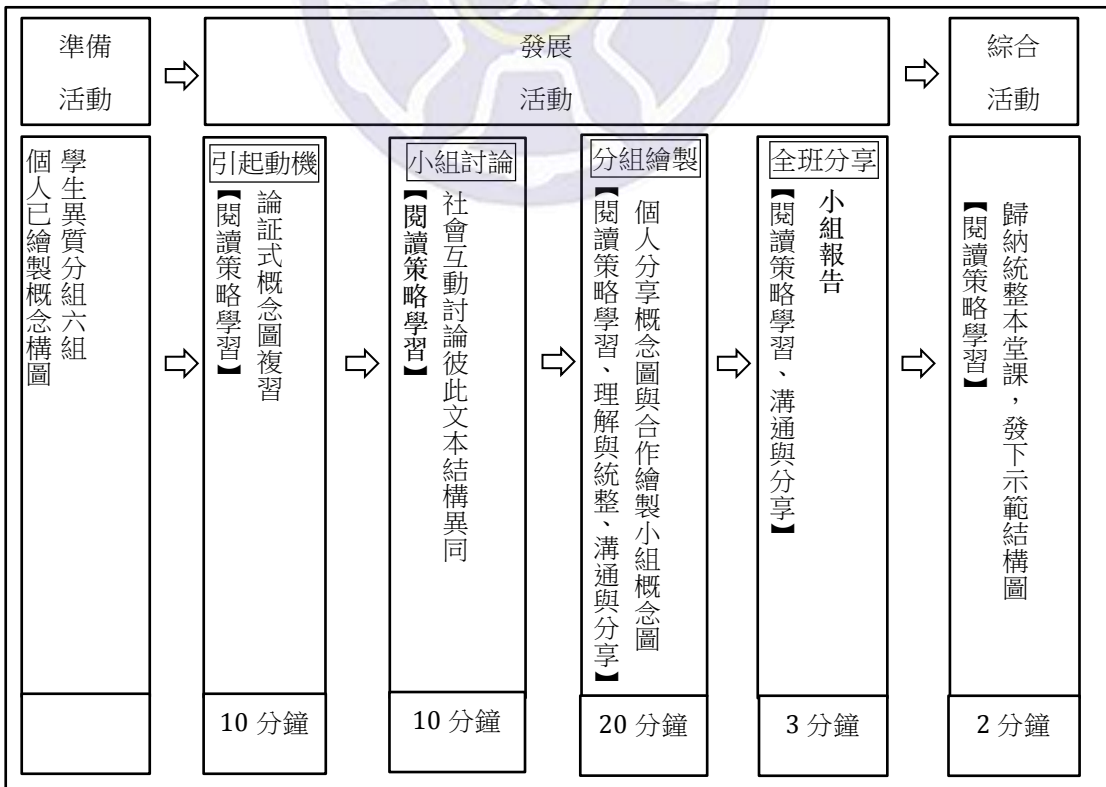 準備
活動
發展
活動
綜合
活動
學生異質分組六組
個人已繪製概念構圖
引起動機
論証式概念圖複習
【閱讀策略學習】
小組討論
社會互動討論彼此文本結構異同
【閱讀策略學習】
分組繪製
個人分享概念圖與合作繪製小組概念圖
【閱讀策略學習、理解與統整、溝通與分享】
全班分享
小組報告
【閱讀策略學習、溝通與分享】
歸納統整本堂課，發下示範結構圖
【閱讀策略學習】
10 分鐘
10 分鐘
20 分鐘
3 分鐘
2 分鐘